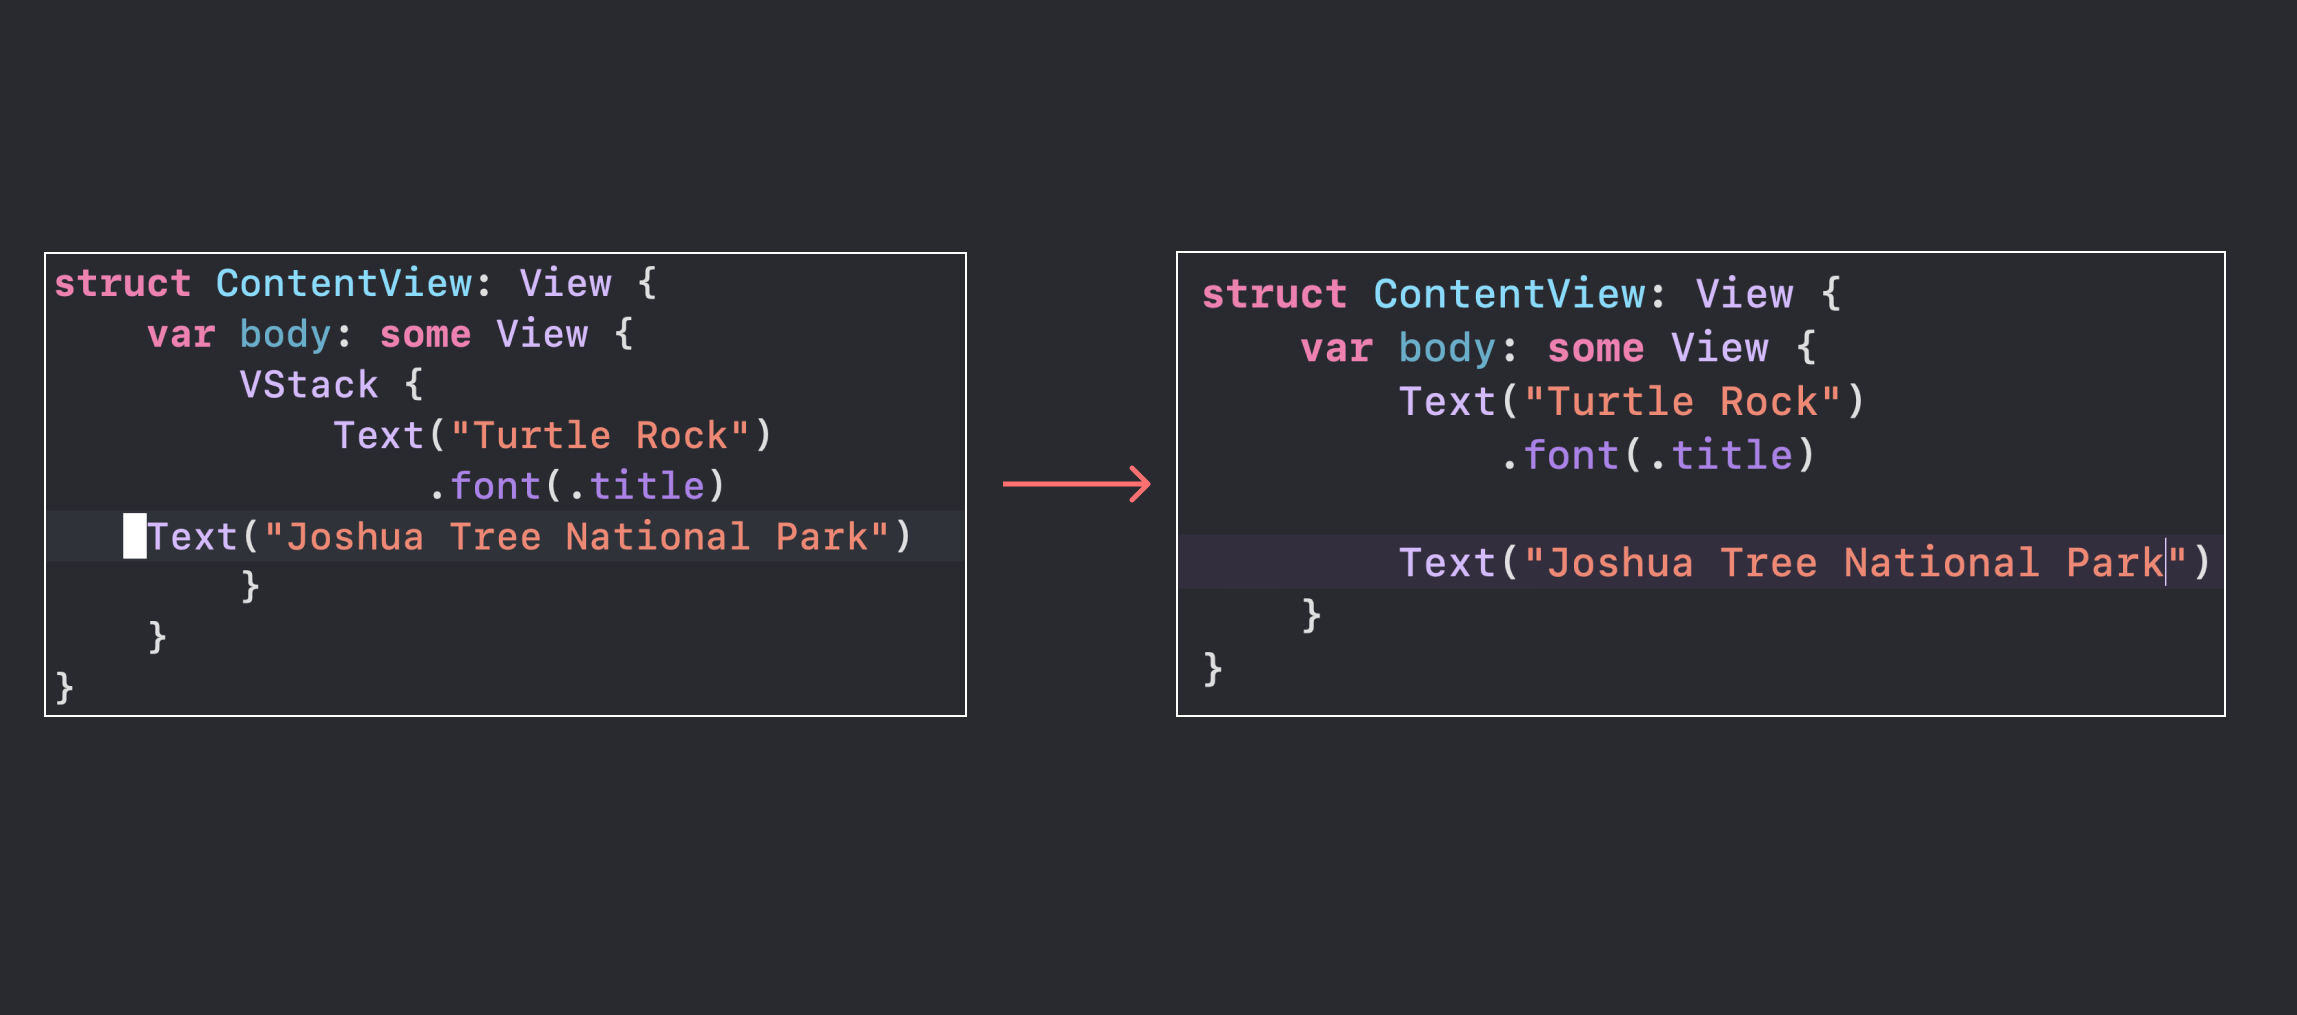 struct ContentView: View {
    var body: some View {
        VStack {
            Text("Turtle Rock")
                .font(.title)
    Text("Joshua Tree National Park")
        }
    }
}
struct ContentView: View {
    var body: some View {
        Text("Turtle Rock")
            .font(.title)

        Text("Joshua Tree National Park")
    }
}